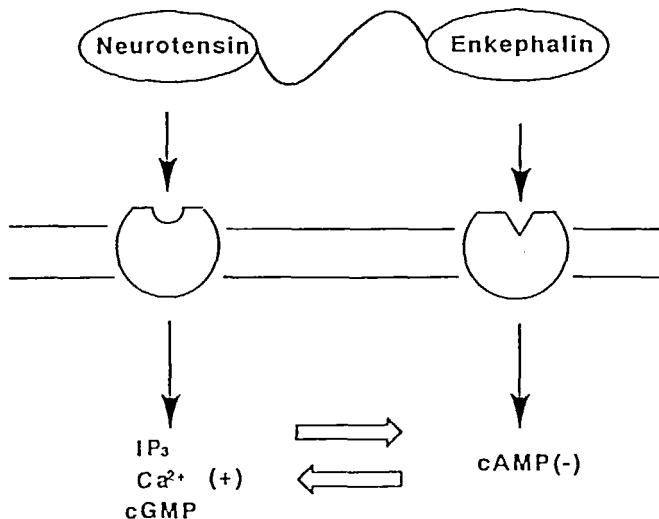 Neurotensin
Enkephalin
IP₃
Ca²⁺ (+)
cGMP
cAMP(-)